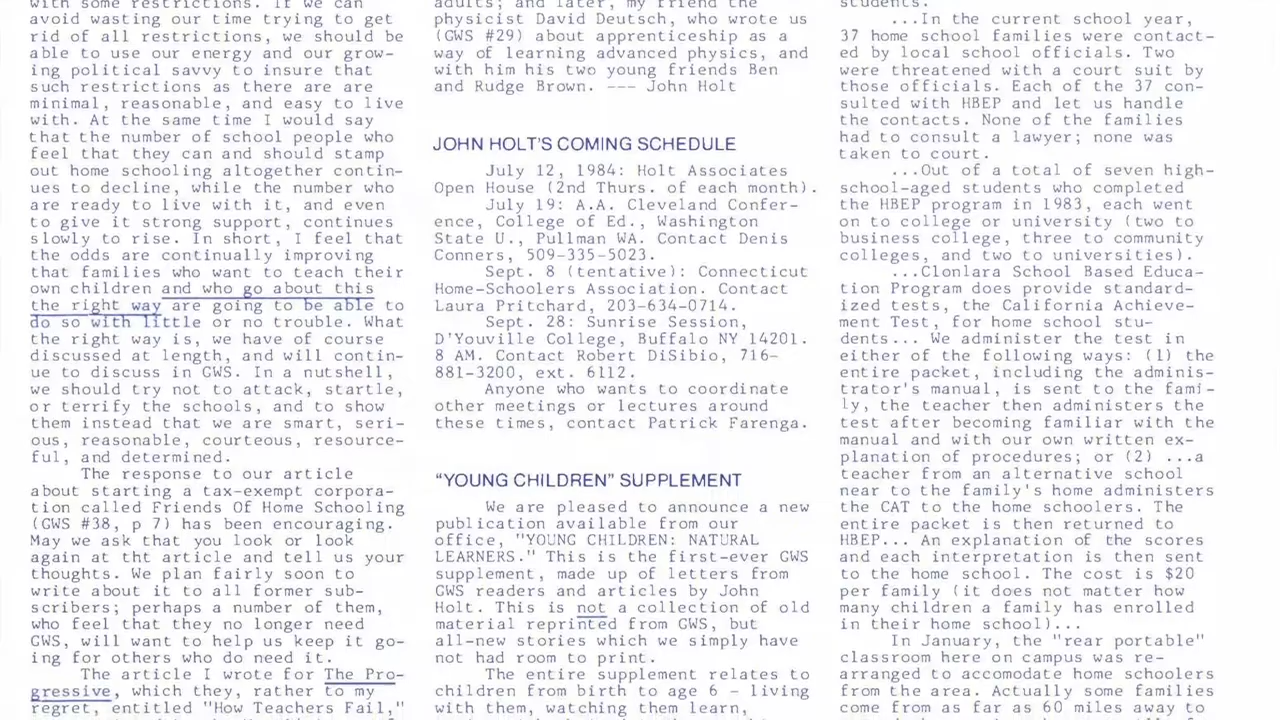 with some restrictions. If we can
avoid wasting our time trying to get
rid of all restrictions, we should be
able to use our energy and our grow-
ing political savvy to insure that
such restrictions as there are are
minimal, reasonable, and easy to live
with. At the same time I would say
that the number of school people who
feel that they can and should stamp
out home schooling altogether contin-
ues to decline, while the number who
are ready to live with it, and even
to give it strong support, continues
slowly to rise. In short, I feel that
the odds are continually improving
that families who want to teach their
own children and who go about this
the right way are going to be able to
do so with little or no trouble. What
the right way is, we have of course
discussed at length, and will contin-
ue to discuss in GWS. In a nutshell,
we should try not to attack, startle,
or terrify the schools, and to show
them instead that we are smart, seri-
ous, reasonable, courteous, resource-
ful, and determined.
The response to our article
about starting a tax-exempt corpora-
tion called Friends Of Home Schooling
(GWS #38, p 7) has been encouraging.
May we ask that you look or look
again at tht article and tell us your
thoughts. We plan fairly soon to
write about it to all former sub-
scribers; perhaps a number of them,
who feel that they no longer need
GWS, will want to help us keep it go-
ing for others who do need it.
The article I wrote for The Pro-
gressive, which they, rather to my
regret, entitled "How Teachers Fail,"
adults; and later, my friend the
physicist David Deutsch, who wrote us
(GWS #29) about apprenticeship as a
way of learning advanced physics, and
with him his two young friends Ben
and Rudge Brown. --- John Holt
JOHN HOLT'S COMING SCHEDULE
July 12, 1984: Holt Associates
Open House (2nd Thurs. of each month).
July 19: A.A. Cleveland Confer-
ence, College of Ed., Washington
State U., Pullman WA. Contact Denis
Conners, 509-335-5023.
Sept. 8 (tentative): Connecticut
Home-Schoolers Association. Contact
Laura Pritchard, 203-634-0714.
Sept. 28: Sunrise Session,
D'Youville College, Buffalo NY 14201.
8 AM. Contact Robert DiSibio, 716-
881-3200, ext. 6112.
Anyone who wants to coordinate
other meetings or lectures around
these times, contact Patrick Farenga.
"YOUNG CHILDREN" SUPPLEMENT
We are pleased to announce a new
publication available from our
office, "YOUNG CHILDREN: NATURAL
LEARNERS." This is the first-ever GWS
supplement, made up of letters from
GWS readers and articles by John
Holt. This is not a collection of old
material reprinted from GWS, but
all-new stories which we simply have
not had room to print.
The entire supplement relates to
children from birth to age 6 - living
with them, watching them learn,
students.
...In the current school year,
37 home school families were contact-
ed by local school officials. Two
were threatened with a court suit by
those officials. Each of the 37 con-
sulted with HBEP and let us handle
the contacts. None of the families
had to consult a lawyer; none was
taken to court.
...Out of a total of seven high-
school-aged students who completed
the HBEP program in 1983, each went
on to college or university (two to
business college, three to community
colleges, and two to universities).
...Clonlara School Based Educa-
tion Program does provide standard-
ized tests, the California Achieve-
ment Test, for home school stu-
dents... We administer the test in
either of the following ways: (1) the
entire packet, including the adminis-
trator's manual, is sent to the fami-
ly, the teacher then administers the
test after becoming familiar with the
manual and with our own written ex-
planation of procedures; or (2) ...a
teacher from an alternative school
near to the family's home administers
the CAT to the home schoolers. The
entire packet is then returned to
HBEP... An explanation of the scores
and each interpretation is then sent
to the home school. The cost is $20
per family (it does not matter how
many children a family has enrolled
in their home school)...
In January, the "rear portable"
classroom here on campus was re-
arranged to accomodate home schoolers
from the area. Actually some families
come from as far as 60 miles away to